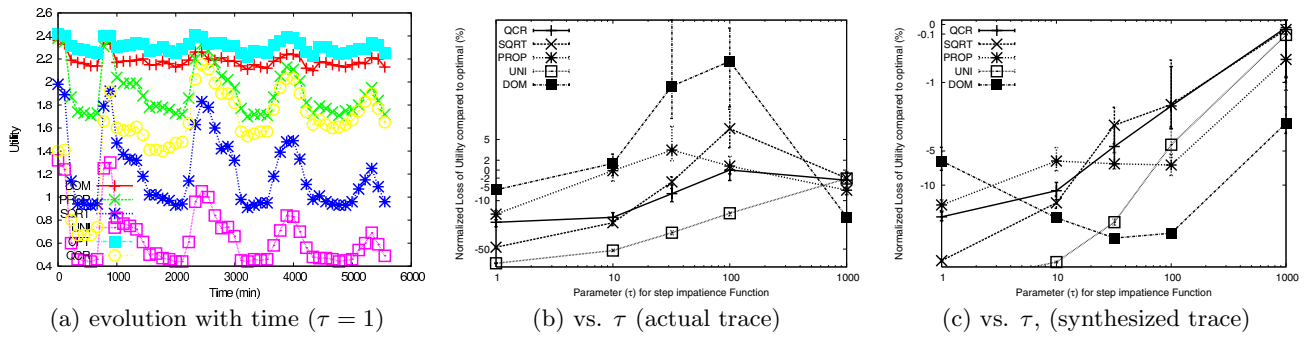 2.6
2.4
2.2
2.0
1.8
1.6
1.4
1.2
1.0
0.8
0.6
0.4
Utility
DOM
PROP
SQRT
UNI
OPT
QCR
0 1000 2000 3000 4000 5000 6000
Time (min)
(a) evolution with time (τ = 1)
Normalized Loss of Utility compared to optimal (%)
QCR
SQRT
PROP
UNI
DOM
5
2
0
-2
-5
-50
1 10 100 1000
Parameter (τ) for step impatience Function
(b) vs. τ (actual trace)
Normalized Loss of Utility compared to optimal (%)
-0
-0.1
-1
-5
-10
QCR
SQRT
PROP
UNI
DOM
1 10 100 1000
Parameter (τ) for step impatience Function
(c) vs. τ, (synthesized trace)